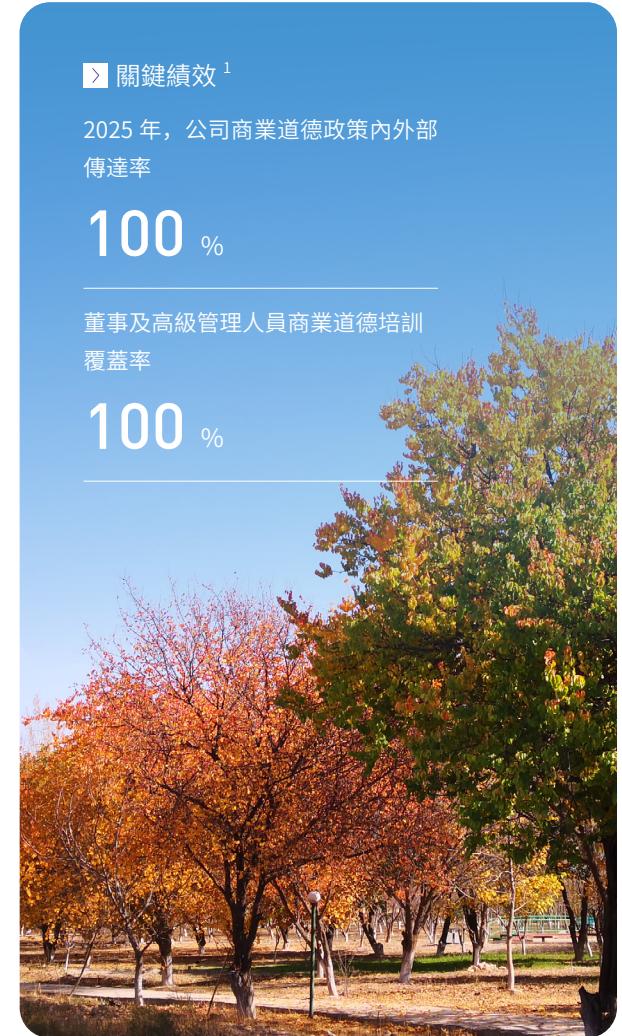 關鍵績效 1
2025 年，公司商業道德政策內外部
傳達率
100 %
董事及高級管理人員商業道德培訓
覆蓋率
100 %